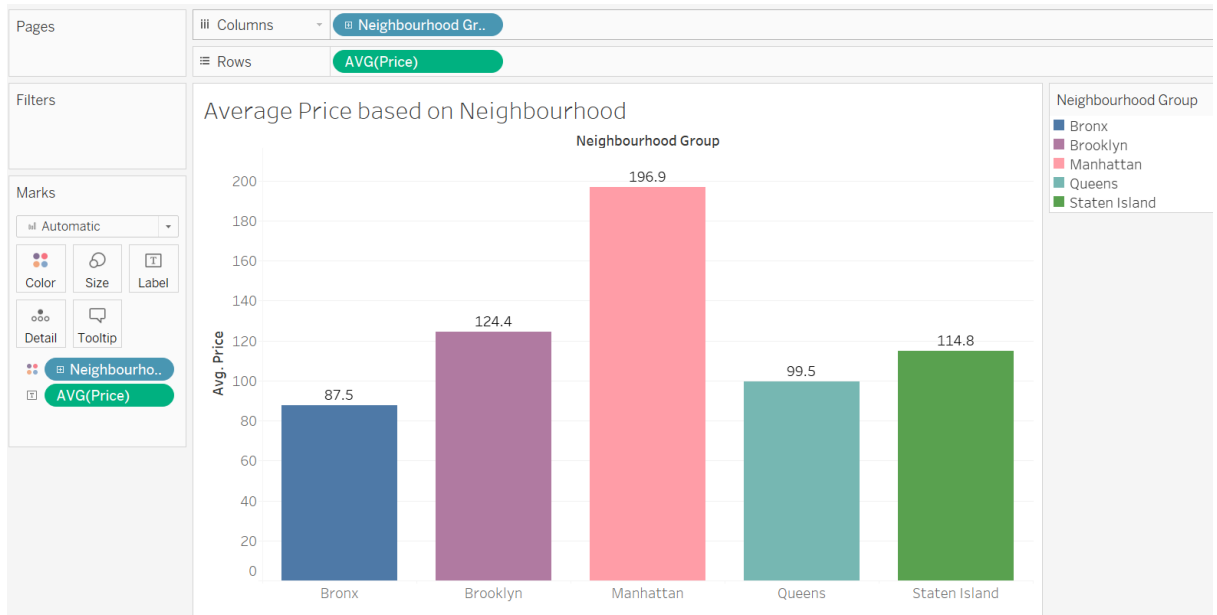 Pages
Columns
Neighbourhood Gr..
Rows
AVG(Price)
Filters
Marks
Automatic
Color
Size
Label
Detail
Tooltip
Neighbourho..
AVG(Price)
Average Price based on Neighbourhood
Neighbourhood Group
Avg. Price
200
180
160
140
120
100
80
60
40
20
0
87.5
124.4
196.9
99.5
114.8
Bronx
Brooklyn
Manhattan
Queens
Staten Island
Neighbourhood Group
Bronx
Brooklyn
Manhattan
Queens
Staten Island